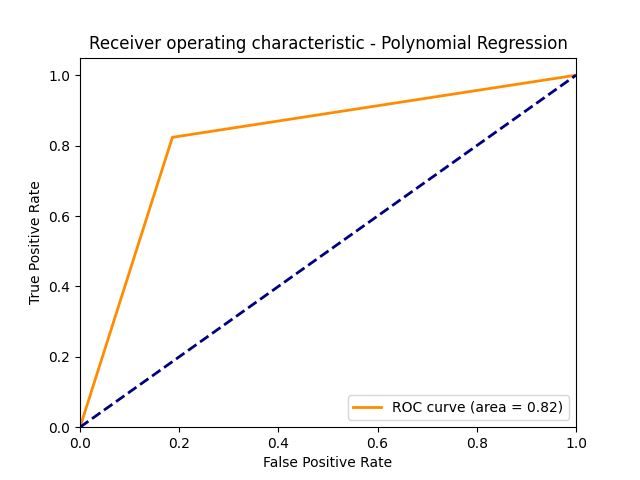 Receiver operating characteristic - Polynomial Regression
1.0
0.8
0.6
0.4
0.2
0.0
True Positive Rate
ROC curve (area = 0.82)
0.0 0.2 0.4 0.6 0.8 1.0
False Positive Rate